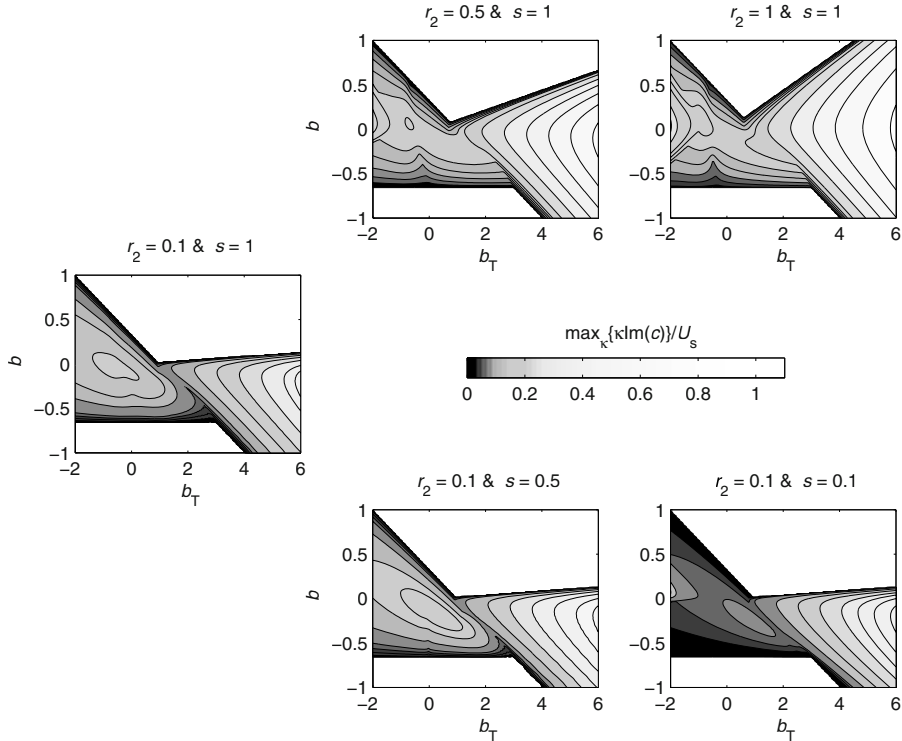 r2 = 0.5 & s = 1
r2 = 1 & s = 1
1
0.5
0
−0.5
−1
b
−2 0 2 4 6
bT
1
0.5
0
−0.5
−1
−2 0 2 4 6
bT
r2 = 0.1 & s = 1
1
0.5
0
−0.5
−1
b
−2 0 2 4 6
bT
maxκ{κIm(c)}/Us
0 0.2 0.4 0.6 0.8 1
r2 = 0.1 & s = 0.5
r2 = 0.1 & s = 0.1
1
0.5
0
−0.5
−1
b
−2 0 2 4 6
bT
1
0.5
0
−0.5
−1
−2 0 2 4 6
bT